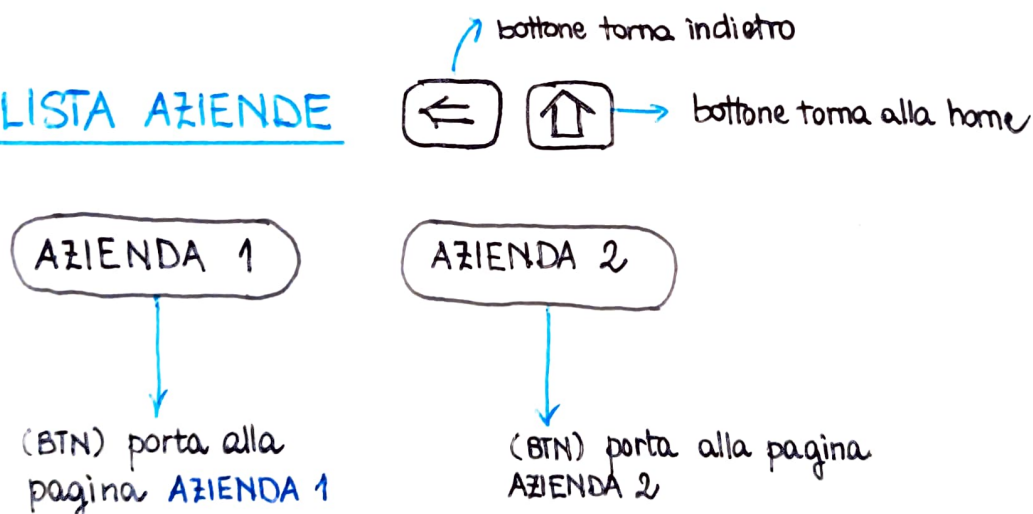 bottone torna indietro
LISTA AZIENDE
bottone torna alla home
AZIENDA 1
AZIENDA 2
(BTN) porta alla
pagina AZIENDA 1
(BTN) porta alla pagina
AZIENDA 2